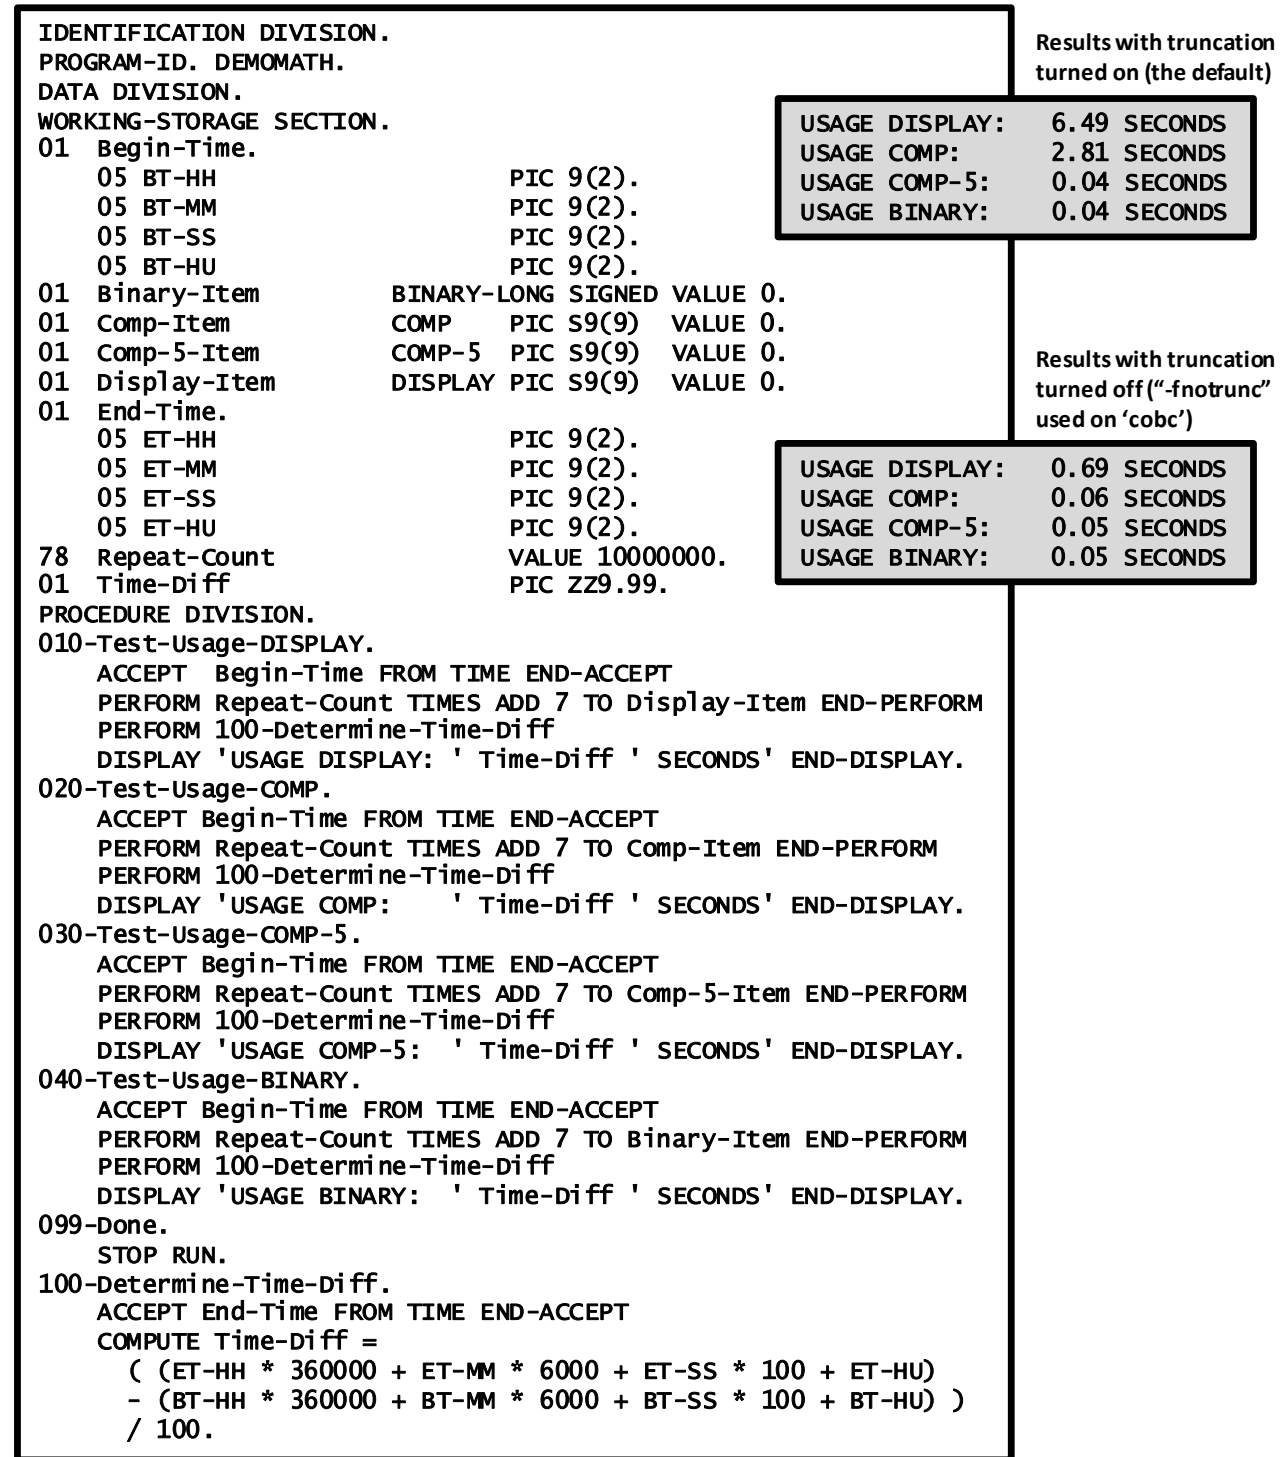 IDENTIFICATION DIVISION.
PROGRAM-ID. DEMOMATH.
DATA DIVISION.
WORKING-STORAGE SECTION.
01  Begin-Time.
    05 BT-HH                    PIC 9(2).
    05 BT-MM                    PIC 9(2).
    05 BT-SS                    PIC 9(2).
    05 BT-HU                    PIC 9(2).
01  Binary-Item         BINARY-LONG SIGNED VALUE 0.
01  Comp-Item           COMP    PIC S9(9)  VALUE 0.
01  Comp-5-Item         COMP-5  PIC S9(9)  VALUE 0.
01  Display-Item        DISPLAY PIC S9(9)  VALUE 0.
01  End-Time.
    05 ET-HH                    PIC 9(2).
    05 ET-MM                    PIC 9(2).
    05 ET-SS                    PIC 9(2).
    05 ET-HU                    PIC 9(2).
78  Repeat-Count                VALUE 10000000.
01  Time-Diff                   PIC ZZ9.99.
PROCEDURE DIVISION.
010-Test-Usage-DISPLAY.
    ACCEPT  Begin-Time FROM TIME END-ACCEPT
    PERFORM Repeat-Count TIMES ADD 7 TO Display-Item END-PERFORM
    PERFORM 100-Determine-Time-Diff
    DISPLAY 'USAGE DISPLAY: ' Time-Diff ' SECONDS' END-DISPLAY.
020-Test-Usage-COMP.
    ACCEPT Begin-Time FROM TIME END-ACCEPT
    PERFORM Repeat-Count TIMES ADD 7 TO Comp-Item END-PERFORM
    PERFORM 100-Determine-Time-Diff
    DISPLAY 'USAGE COMP:    ' Time-Diff ' SECONDS' END-DISPLAY.
030-Test-Usage-COMP-5.
    ACCEPT Begin-Time FROM TIME END-ACCEPT
    PERFORM Repeat-Count TIMES ADD 7 TO Comp-5-Item END-PERFORM
    PERFORM 100-Determine-Time-Diff
    DISPLAY 'USAGE COMP-5:  ' Time-Diff ' SECONDS' END-DISPLAY.
040-Test-Usage-BINARY.
    ACCEPT Begin-Time FROM TIME END-ACCEPT
    PERFORM Repeat-Count TIMES ADD 7 TO Binary-Item END-PERFORM
    PERFORM 100-Determine-Time-Diff
    DISPLAY 'USAGE BINARY:  ' Time-Diff ' SECONDS' END-DISPLAY.
099-Done.
    STOP RUN.
100-Determine-Time-Diff.
    ACCEPT End-Time FROM TIME END-ACCEPT
    COMPUTE Time-Diff =
      ( (ET-HH * 360000 + ET-MM * 6000 + ET-SS * 100 + ET-HU)
      - (BT-HH * 360000 + BT-MM * 6000 + BT-SS * 100 + BT-HU) )
      / 100.
Results with truncation
turned on (the default)
USAGE DISPLAY:   6.49 SECONDS
USAGE COMP:      2.81 SECONDS
USAGE COMP-5:    0.04 SECONDS
USAGE BINARY:    0.04 SECONDS
Results with truncation
turned off (“-fnotrunc”
used on ‘cobc’)
USAGE DISPLAY:   0.69 SECONDS
USAGE COMP:      0.06 SECONDS
USAGE COMP-5:    0.05 SECONDS
USAGE BINARY:    0.05 SECONDS